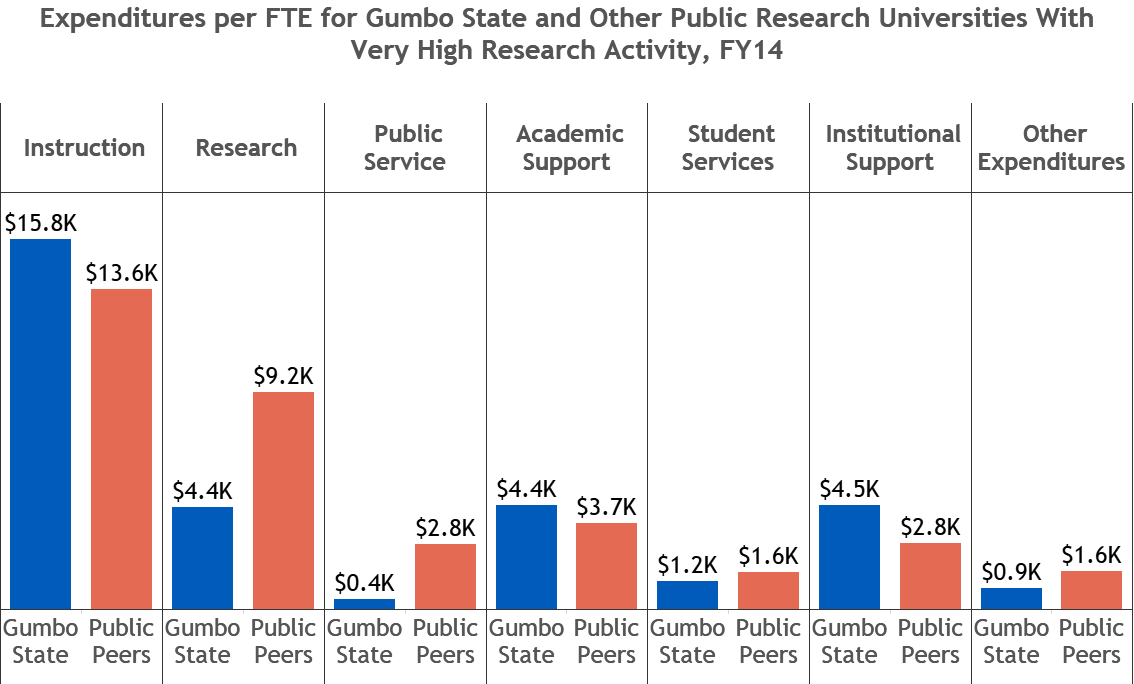 Expenditures per FTE for Gumbo State and Other Public Research Universities With
Very High Research Activity, FY14
Instruction
Research
Public
Service
Academic
Support
Student
Services
Institutional
Support
Other
Expenditures
$15.8K
$13.6K
$4.4K
$9.2K
$0.4K
$2.8K
$4.4K
$3.7K
$1.2K
$1.6K
$4.5K
$2.8K
$0.9K
$1.6K
Gumbo
State
Public
Peers
Gumbo
State
Public
Peers
Gumbo
State
Public
Peers
Gumbo
State
Public
Peers
Gumbo
State
Public
Peers
Gumbo
State
Public
Peers
Gumbo
State
Public
Peers